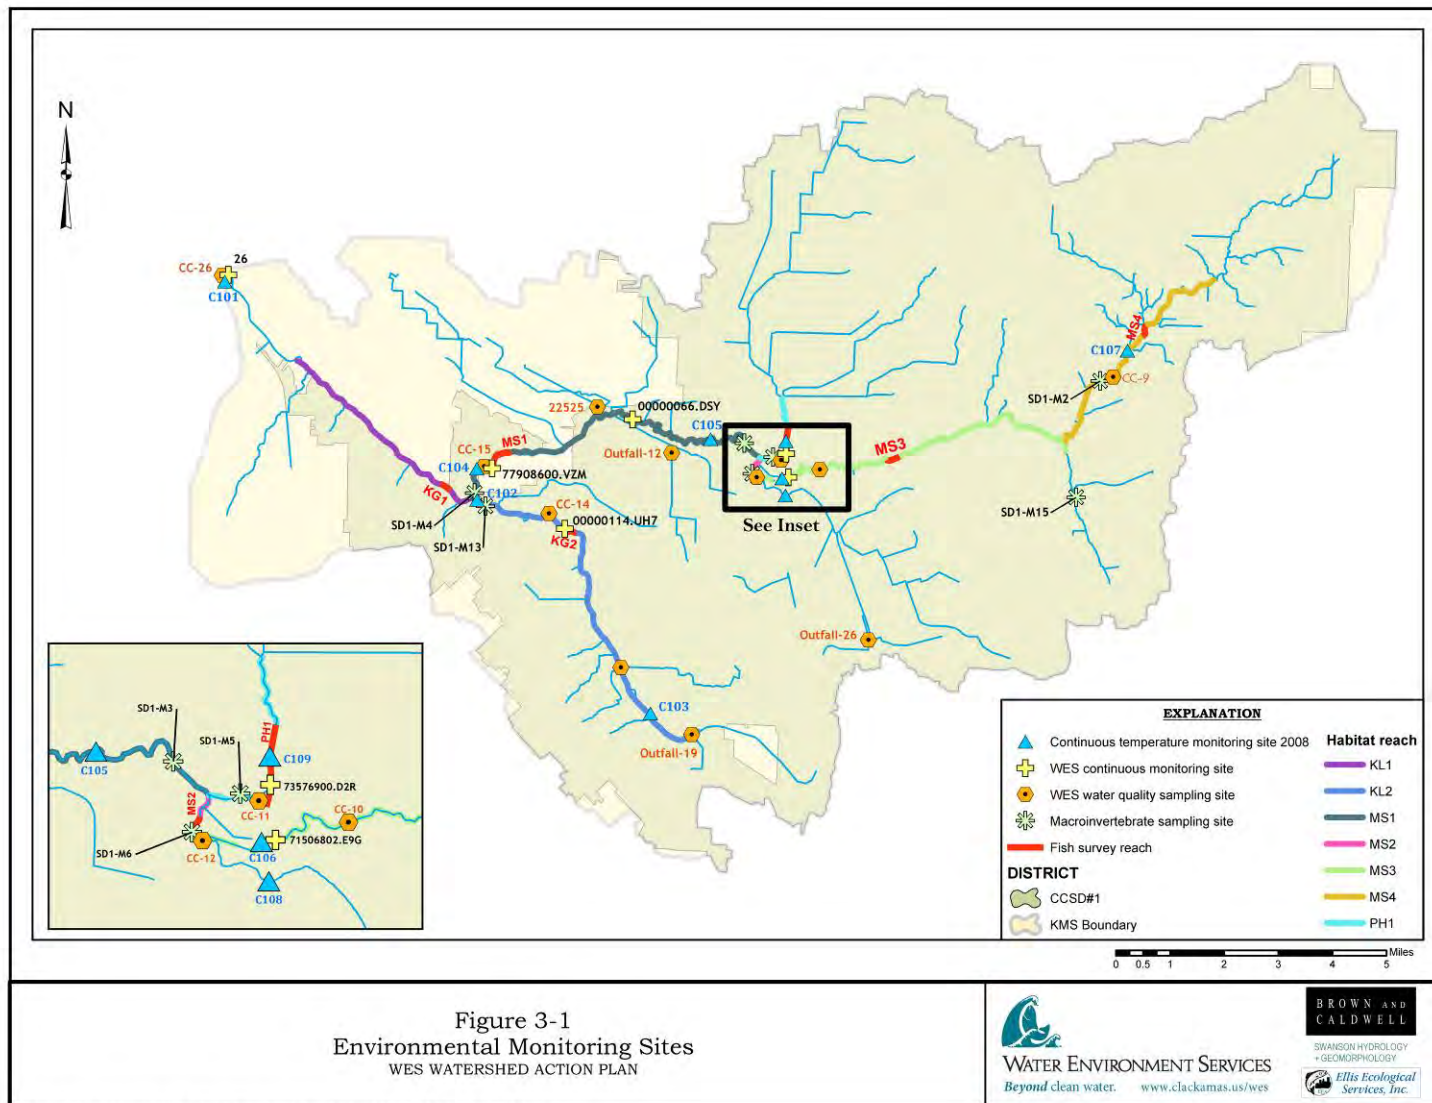 N
26
CC-26
C101
MS4
C107
CC-9
SD1-M2
22525
00000066.DSY
C105
MS1
CC-15
Outfall-12
MS3
C104
77908600.VZM
KG1
C102
CC-14
SD1-M4
00000114.UH7
See Inset
SD1-M15
SD1-M13
KG2
Outfall-26
C103
Outfall-19
SD1-M3
SD1-M5
PH1
C105
C109
73576900.D2R
MS2
CC-11
CC-10
SD1-M6
CC-12
C106
71506802.E9G
C108
EXPLANATION
Continuous temperature monitoring site 2008
WES continuous monitoring site
WES water quality sampling site
Macroinvertebrate sampling site
Fish survey reach
DISTRICT
CCSD#1
KMS Boundary
Habitat reach
KL1
KL2
MS1
MS2
MS3
MS4
PH1
Miles
0 0.5 1 2 3 4 5
Figure 3-1
Environmental Monitoring Sites
WES WATERSHED ACTION PLAN
WATER ENVIRONMENT SERVICES
Beyond clean water. www.clackamas.us/wes
BROWN AND
CALDWELL
SWANSON HYDROLOGY
+ GEOMORPHOLOGY
Ellis Ecological
Services, Inc.